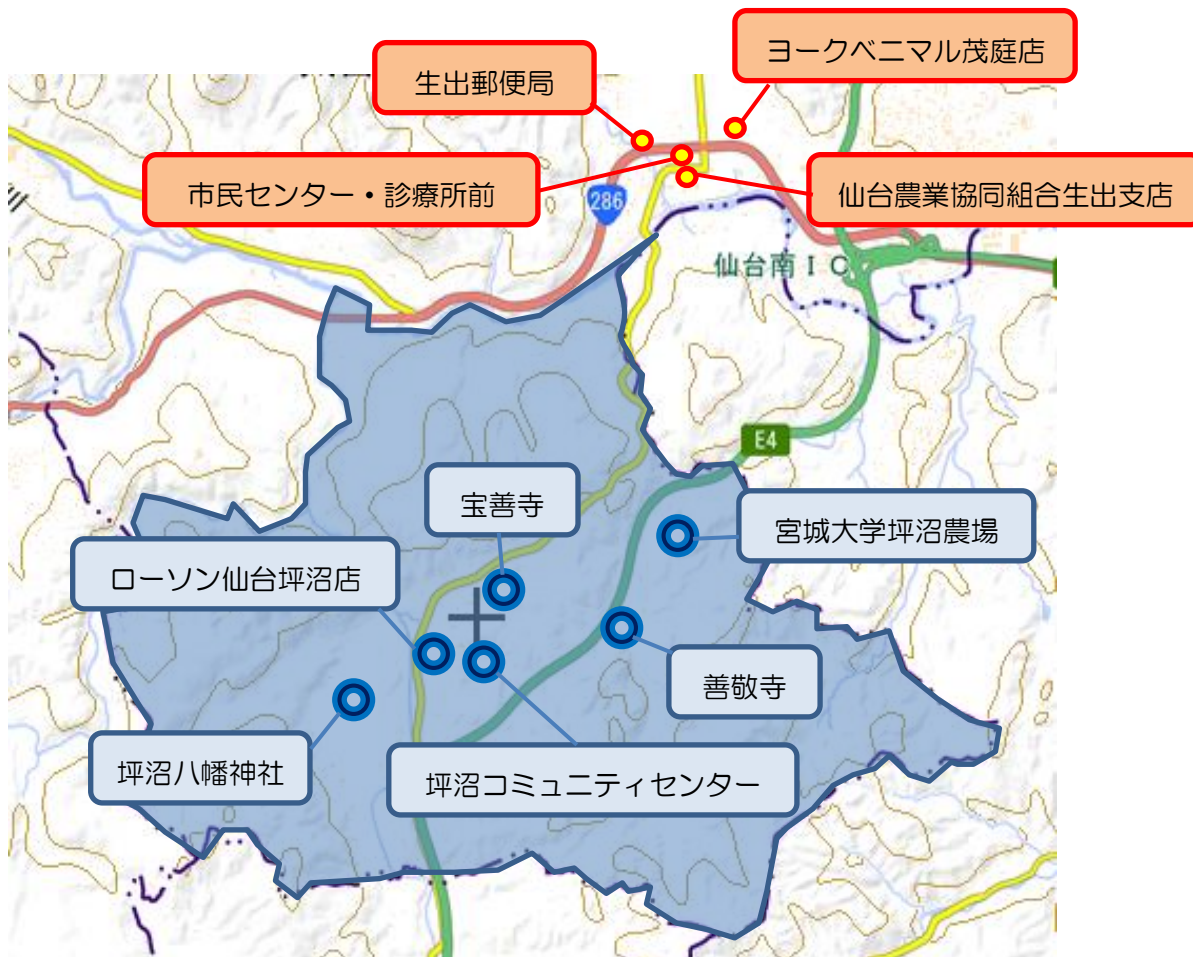 ヨークベニマル茂庭店
生出郵便局
市民センター・診療所前
仙台農業協同組合生出支店
286
仙台南IC
E4
宝善寺
宮城大学坪沼農場
ローソン仙台坪沼店
善敬寺
坪沼八幡神社
坪沼コミュニティセンター